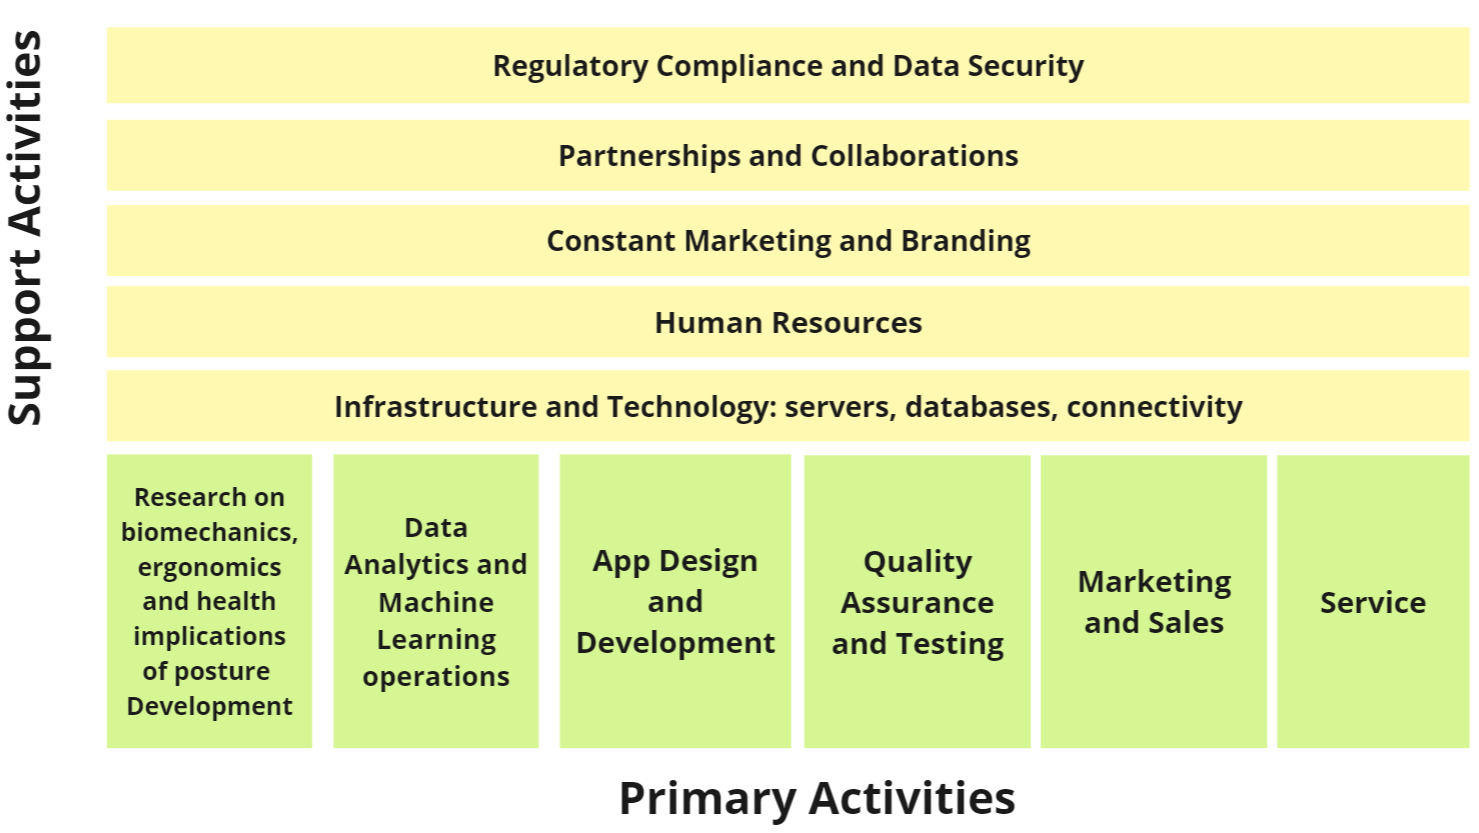 Support Activities
Regulatory Compliance and Data Security
Partnerships and Collaborations
Constant Marketing and Branding
Human Resources
Infrastructure and Technology: servers, databases, connectivity
Research on
biomechanics,
ergonomics
and health
implications
of posture
Development
Data
Analytics and
Machine
Learning
operations
App Design
and
Development
Quality
Assurance
and Testing
Marketing
and Sales
Service
Primary Activities